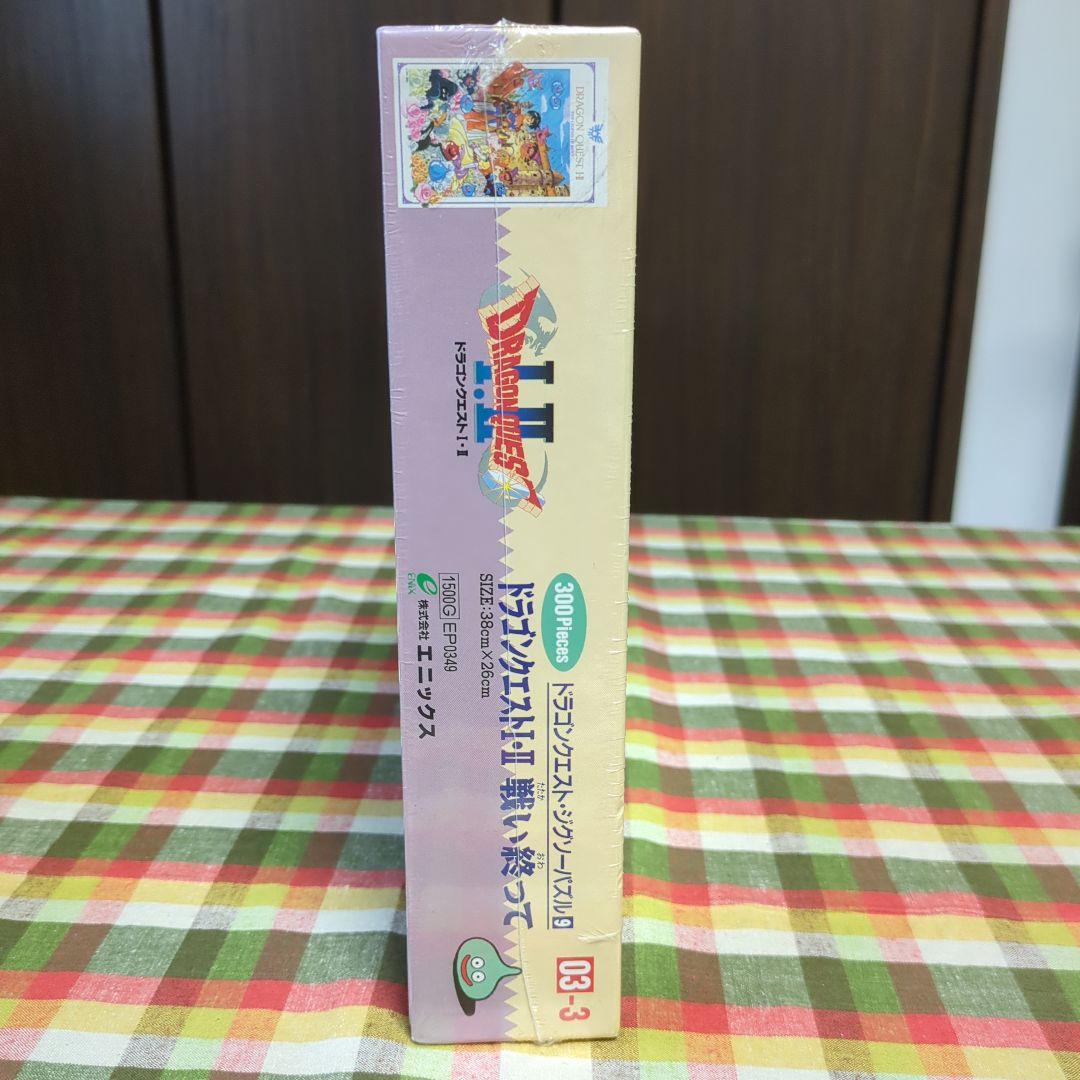 DRAGON QUEST I·II
DRAGON QUEST
I·II
ドラゴンクエストI・II
300Pieces
ドラゴンクエスト・ジグソーパズル9
03-3
ドラゴンクエストI・II 戦い終って
たたか
おわ
SIZE:38cm×26cm
1500G EP0349
ENIX
株式会社 エニックス